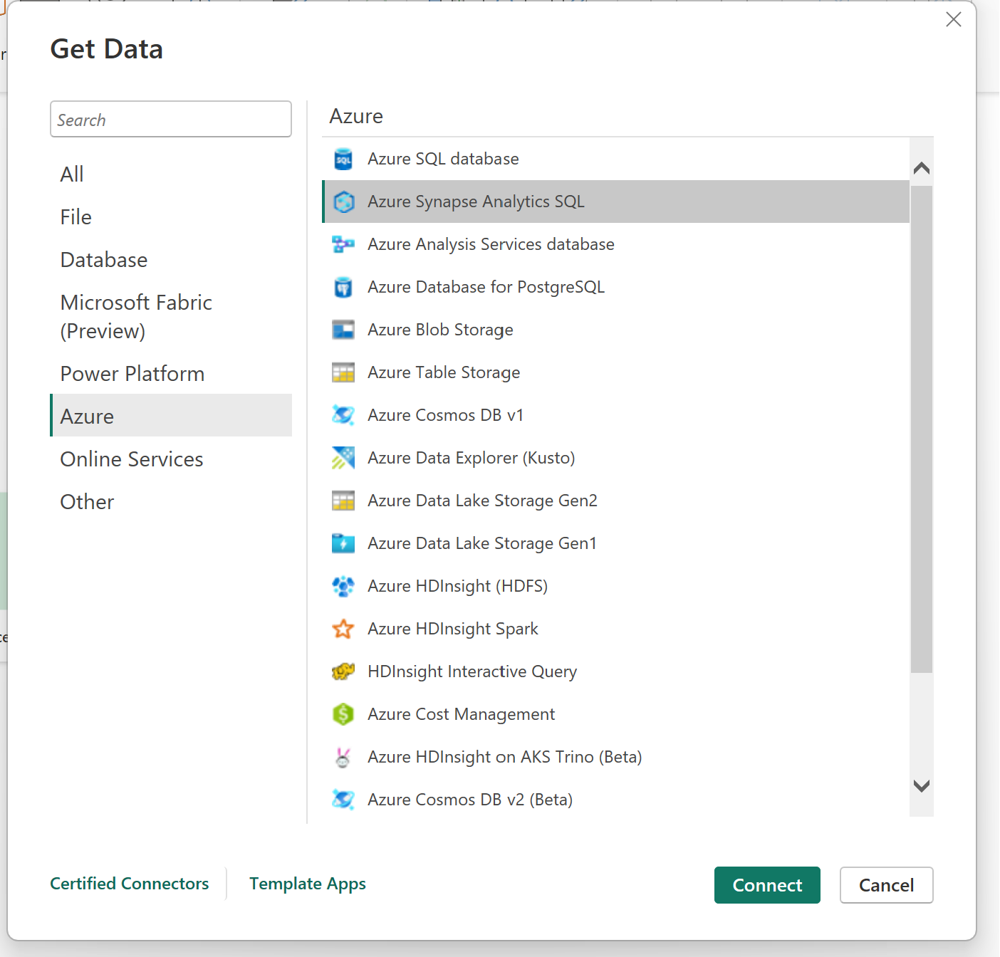 Get Data
Search
All
File
Database
Microsoft Fabric
(Preview)
Power Platform
Azure
Online Services
Other
Azure
Azure SQL database
Azure Synapse Analytics SQL
Azure Analysis Services database
Azure Database for PostgreSQL
Azure Blob Storage
Azure Table Storage
Azure Cosmos DB v1
Azure Data Explorer (Kusto)
Azure Data Lake Storage Gen2
Azure Data Lake Storage Gen1
Azure HDInsight (HDFS)
Azure HDInsight Spark
HDInsight Interactive Query
Azure Cost Management
Azure HDInsight on AKS Trino (Beta)
Azure Cosmos DB v2 (Beta)
Certified Connectors
Template Apps
Connect
Cancel